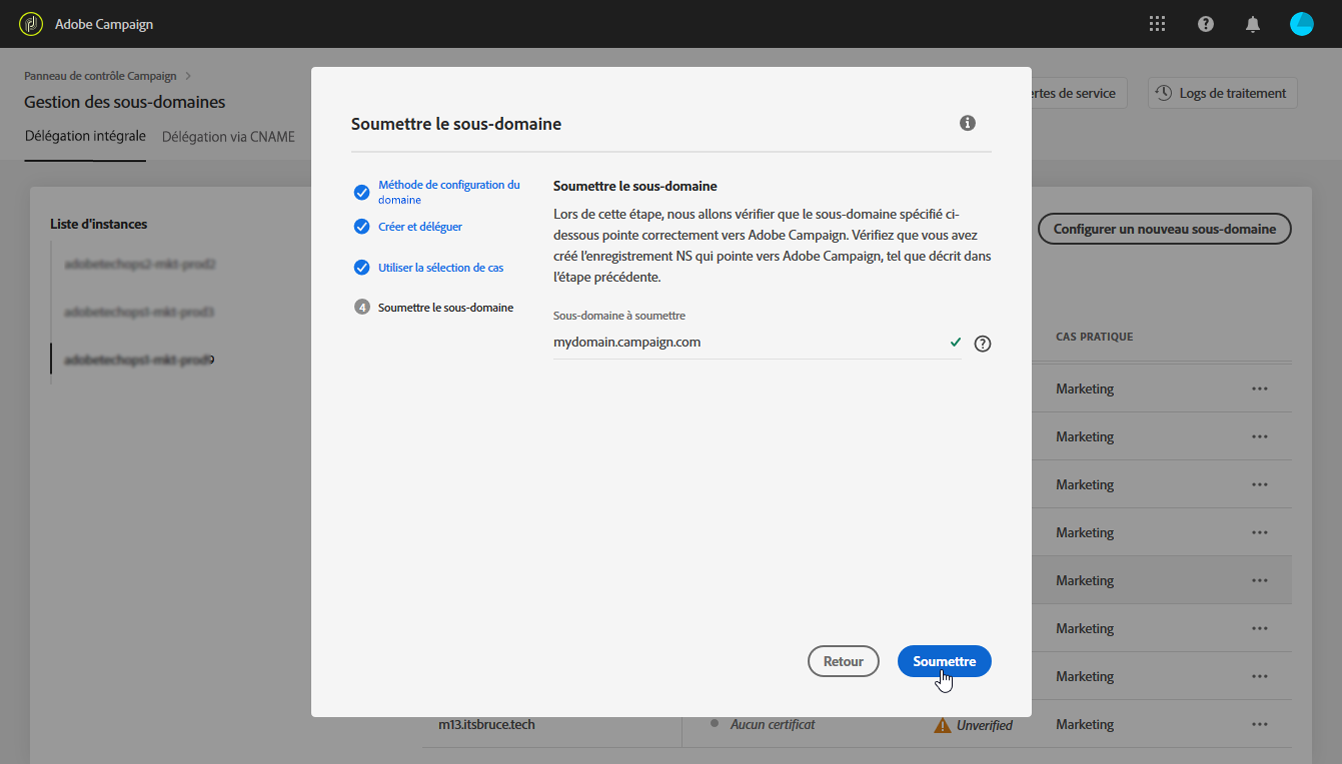 Adobe Campaign
Panneau de contrôle Campaign
Gestion des sous-domaines
Délégation intégrale
Délégation via CNAME
ertes de service
Logs de traitement
Liste d'instances
adobetechops2-mkt-prod2
adobetechops1-mkt-prod3
adobetechops1-mkt-prod9
Configurer un nouveau sous-domaine
Soumettre le sous-domaine
Méthode de configuration du
domaine
Créer et déléguer
Utiliser la sélection de cas
4
Soumettre le sous-domaine
Soumettre le sous-domaine
Lors de cette étape, nous allons vérifier que le sous-domaine spécifié ci-
dessous pointe correctement vers Adobe Campaign. Vérifiez que vous avez
créé l'enregistrement NS qui pointe vers Adobe Campaign, tel que décrit dans
l'étape précédente.
Sous-domaine à soumettre
mydomain.campaign.com
Retour
Soumettre
CAS PRATIQUE
Marketing
Marketing
Marketing
Marketing
Marketing
Marketing
Marketing
m13.itsbruce.tech
Aucun certificat
Unverified
Marketing